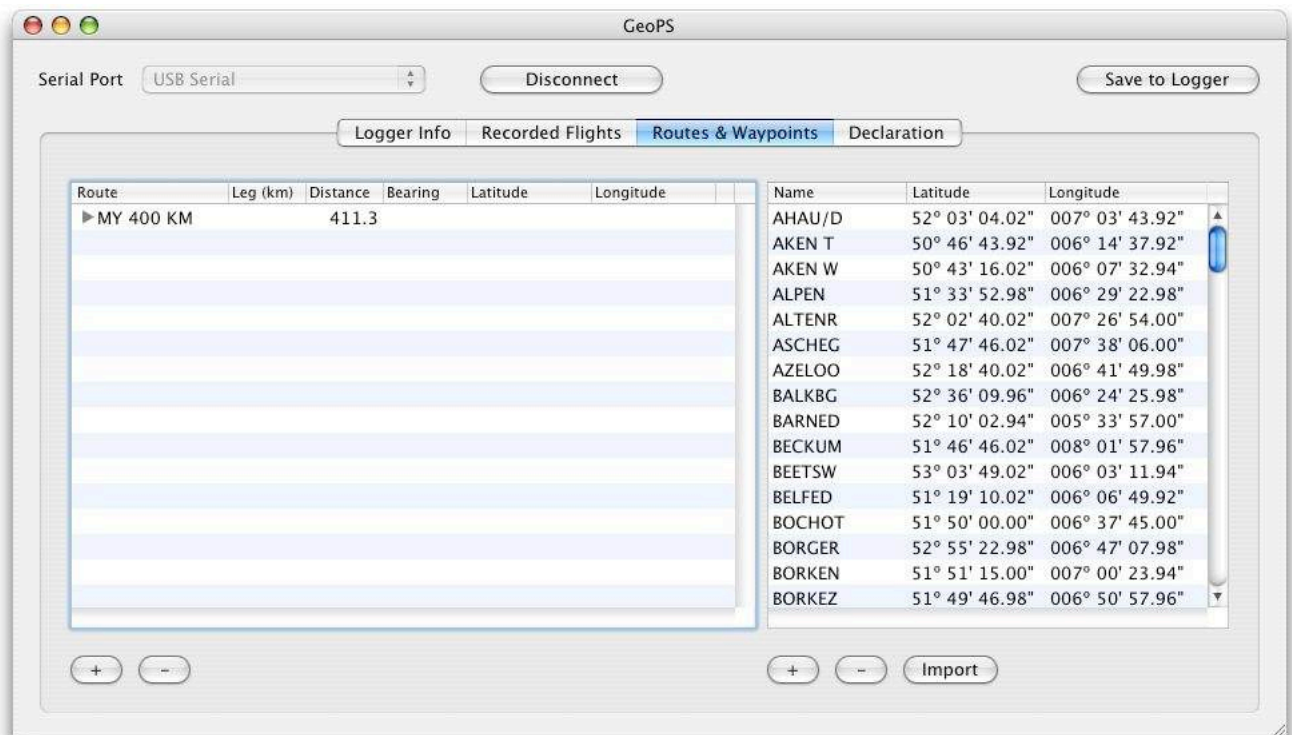 GeoPS
Serial Port USB Serial Disconnect Save to Logger
Logger Info Recorded Flights Routes & Waypoints Declaration
Route Leg (km) Distance Bearing Latitude Longitude
MY 400 KM 411.3
Name Latitude Longitude
AHAU/D 52° 03' 04.02" 007° 03' 43.92"
AKEN T 50° 46' 43.92" 006° 14' 37.92"
AKEN W 50° 43' 16.02" 006° 07' 32.94"
ALPEN 51° 33' 52.98" 006° 29' 22.98"
ALTENR 52° 02' 40.02" 007° 26' 54.00"
ASCHEG 51° 47' 46.02" 007° 38' 06.00"
AZELOO 52° 18' 40.02" 006° 41' 49.98"
BALKBG 52° 36' 09.96" 006° 24' 25.98"
BARNED 52° 10' 02.94" 005° 33' 57.00"
BECKUM 51° 46' 46.02" 008° 01' 57.96"
BEETSW 53° 03' 49.02" 006° 03' 11.94"
BELFED 51° 19' 10.02" 006° 06' 49.92"
BOCHOT 51° 50' 00.00" 006° 37' 45.00"
BORGER 52° 55' 22.98" 006° 47' 07.98"
BORKEN 51° 51' 15.00" 007° 00' 23.94"
BORKEZ 51° 49' 46.98" 006° 50' 57.96"
+ -
+ - Import